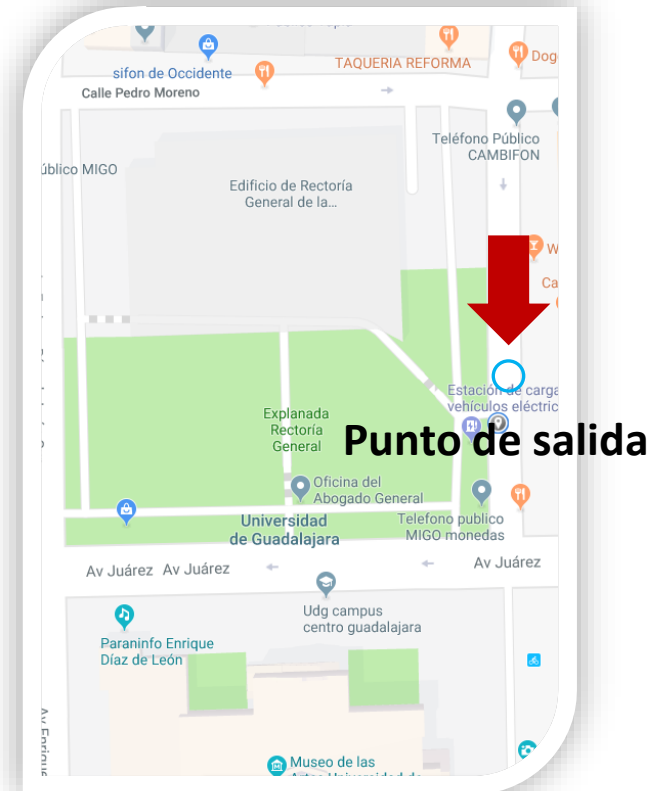 sifon de Occidente
TAQUERIA REFORMA
Dog
Calle Pedro Moreno
Teléfono Público
CAMBIFON
úblico MIGO
Edificio de Rectoría
General de la...
W
Ca
Estación de carga
vehículos eléctric
Explanada
Rectoría
General
Punto de salida
Oficina del
Abogado General
Universidad
de Guadalajara
Telefono publico
MIGO monedas
Av Juárez
Av Juárez
Av Juárez
Udg campus
centro guadalajara
Paraninfo Enrique
Díaz de León
Av Enrique
Museo de las